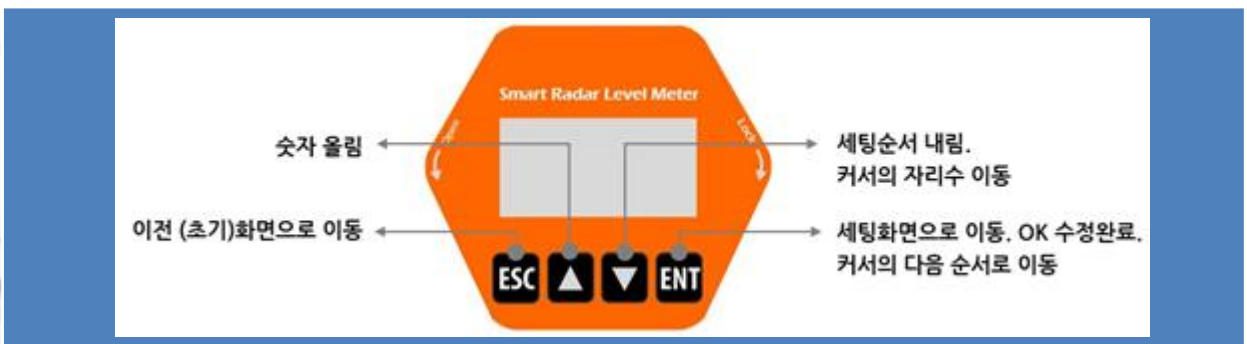 Smart Radar Level Meter
Open
Lock
숫자 올림
세팅순서 내림.
커서의 자리수 이동
이전 (초기)화면으로 이동
세팅화면으로 이동. OK 수정완료.
커서의 다음 순서로 이동
ESC ▲ ▼ ENT